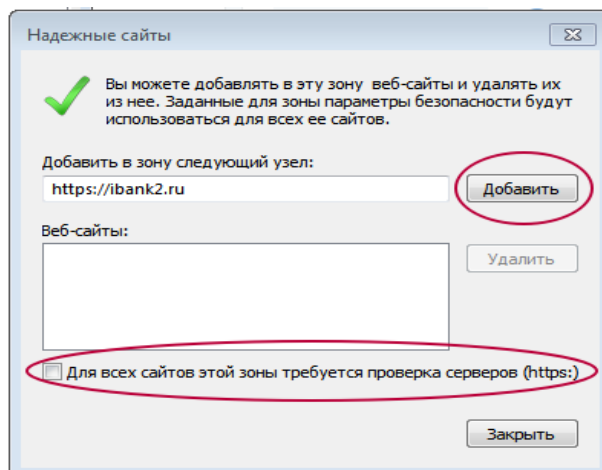 Надежные сайты
Вы можете добавлять в эту зону веб-сайты и удалять их
из нее. Заданные для зоны параметры безопасности будут
использоваться для всех ее сайтов.
Добавить в зону следующий узел:
https://ibank2.ru
Добавить
Веб-сайты:
Удалить
Для всех сайтов этой зоны требуется проверка серверов (https:)
Закрыть